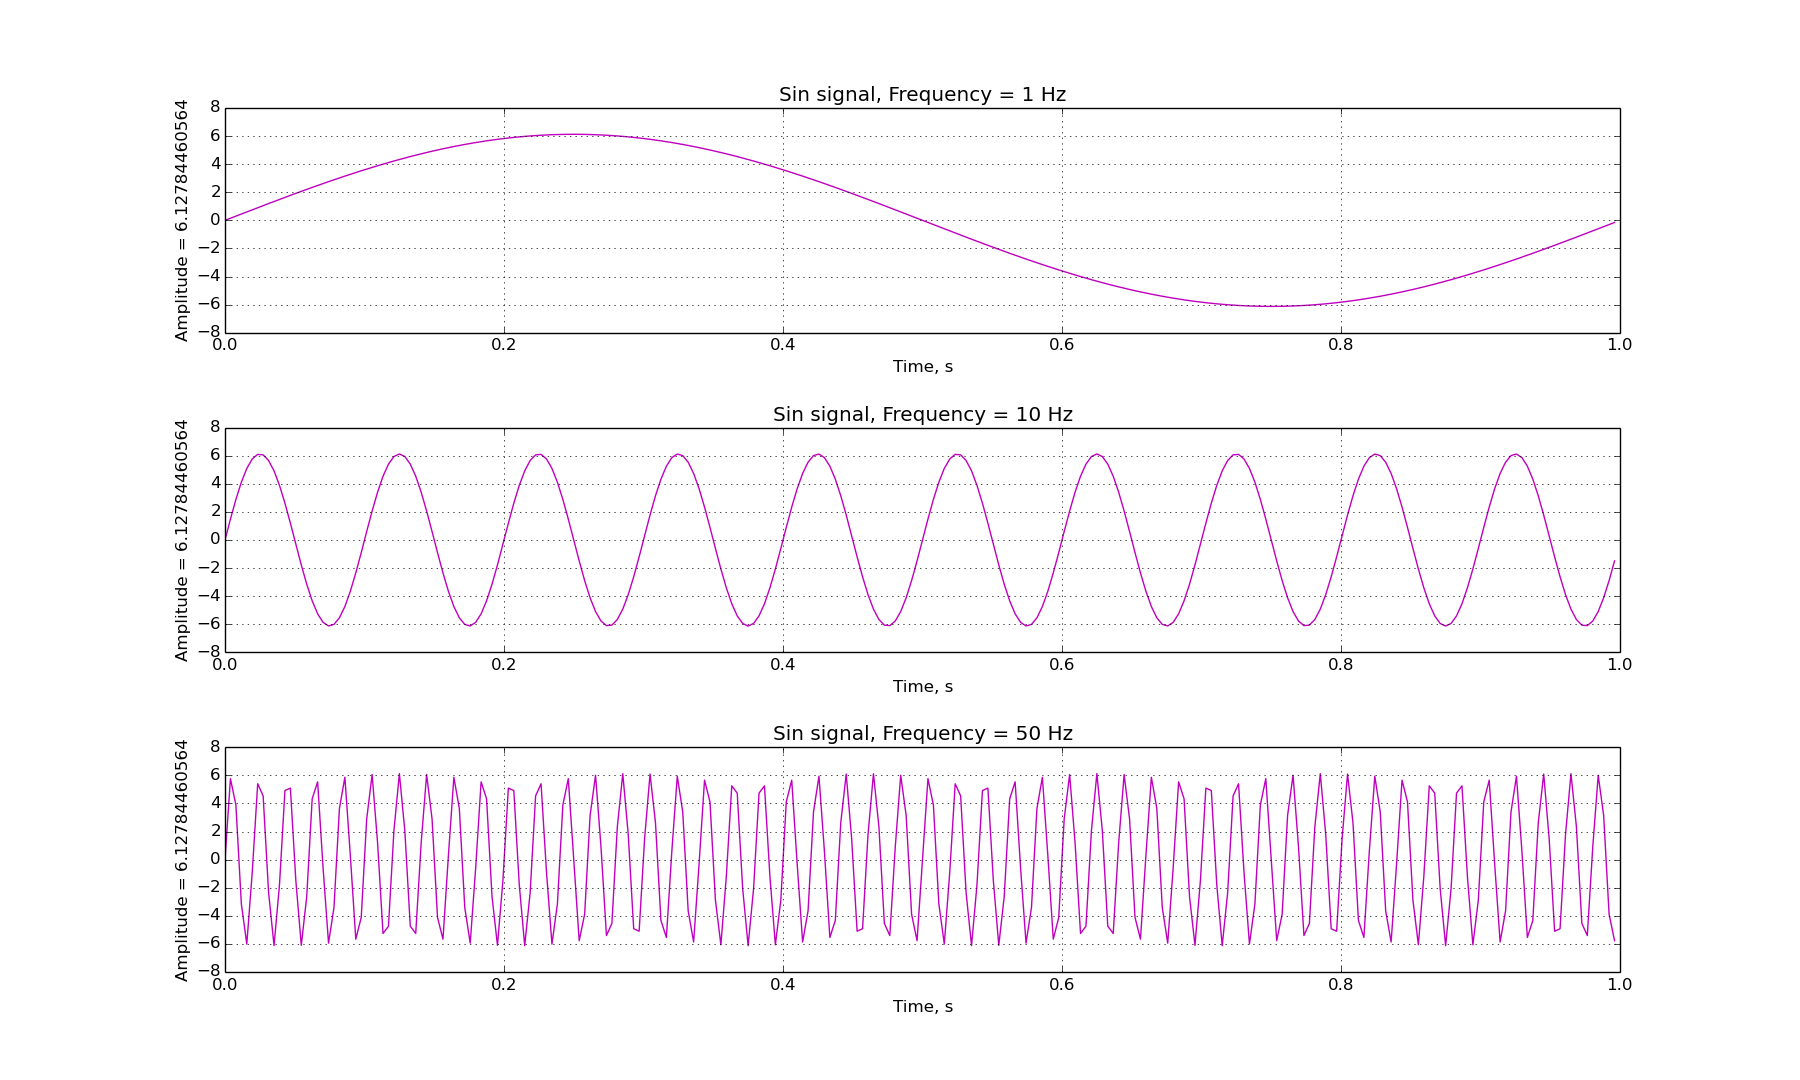 Sin signal, Frequency = 1 Hz
Amplitude = 6.12784460564
8
6
4
2
0
−2
−4
−6
−8
0.0 0.2 0.4 0.6 0.8 1.0
Time, s
Sin signal, Frequency = 10 Hz
Amplitude = 6.12784460564
8
6
4
2
0
−2
−4
−6
−8
0.0 0.2 0.4 0.6 0.8 1.0
Time, s
Sin signal, Frequency = 50 Hz
Amplitude = 6.12784460564
8
6
4
2
0
−2
−4
−6
−8
0.0 0.2 0.4 0.6 0.8 1.0
Time, s